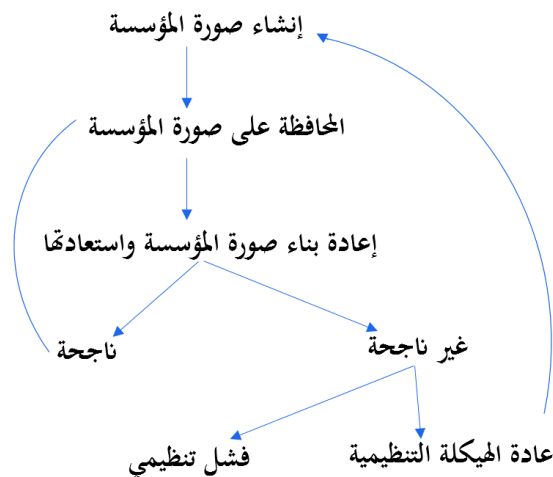 إنشاء صورة المؤسسة
المحافظة على صورة المؤسسة
إعادة بناء صورة المؤسسة واستعادتها
غير ناجحة
ناجحة
عادة الهيكلة التنظيمية
فشل تنظيمي